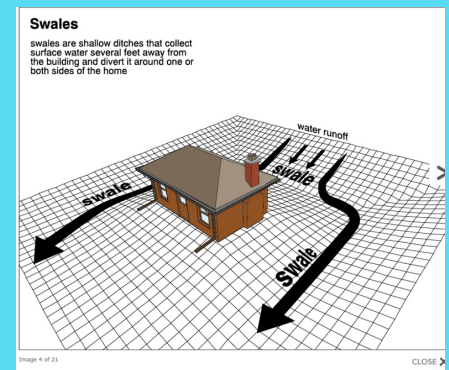 Swales
swales are shallow ditches that collect
surface water several feet away from
the building and divert it around one or
both sides of the home
water runoff
swale
swale
swale
Image 4 of 21
CLOSE